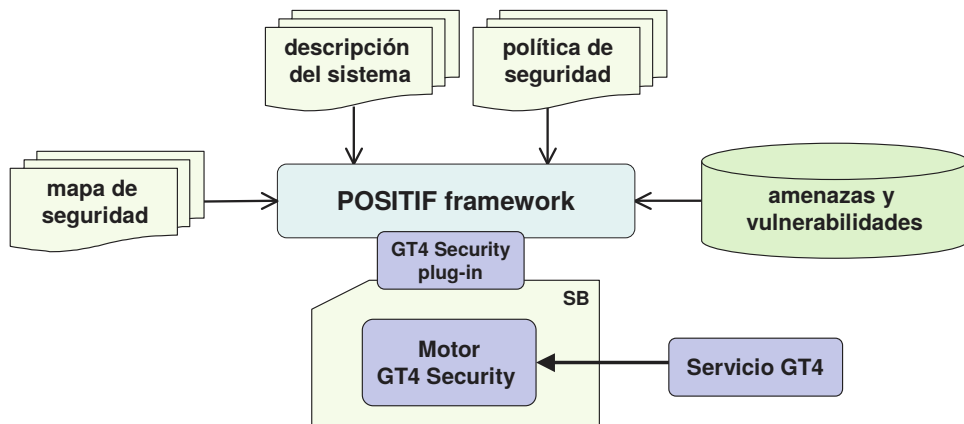 descripción
del sistema
política de
seguridad
mapa de
seguridad
POSITIF framework
amenazas y
vulnerabilidades
GT4 Security
plug-in
SB
Motor
GT4 Security
Servicio GT4